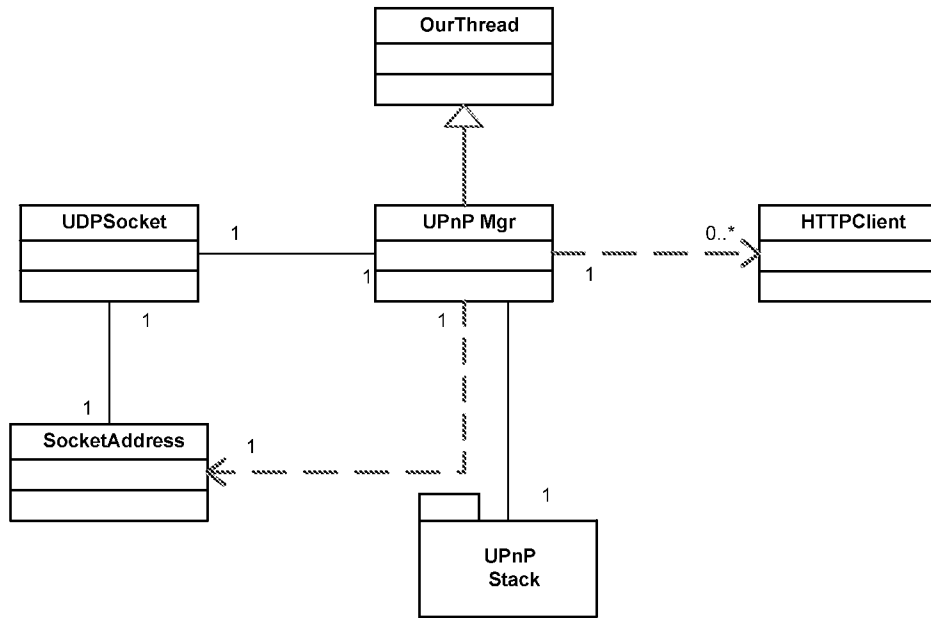 OurThread
UDPSocket
1
UPnP Mgr
0..*
HTTPClient
1
1
1
1
1
SocketAddress
1
1
UPnP
Stack